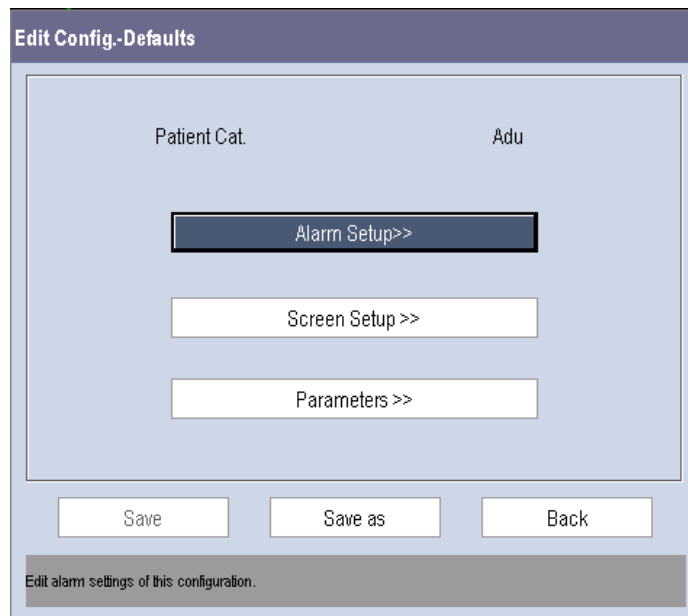 Edit Config.-Defaults
Patient Cat. Adu
Alarm Setup>>
Screen Setup >>
Parameters >>
Save Save as Back
Edit alarm settings of this configuration.